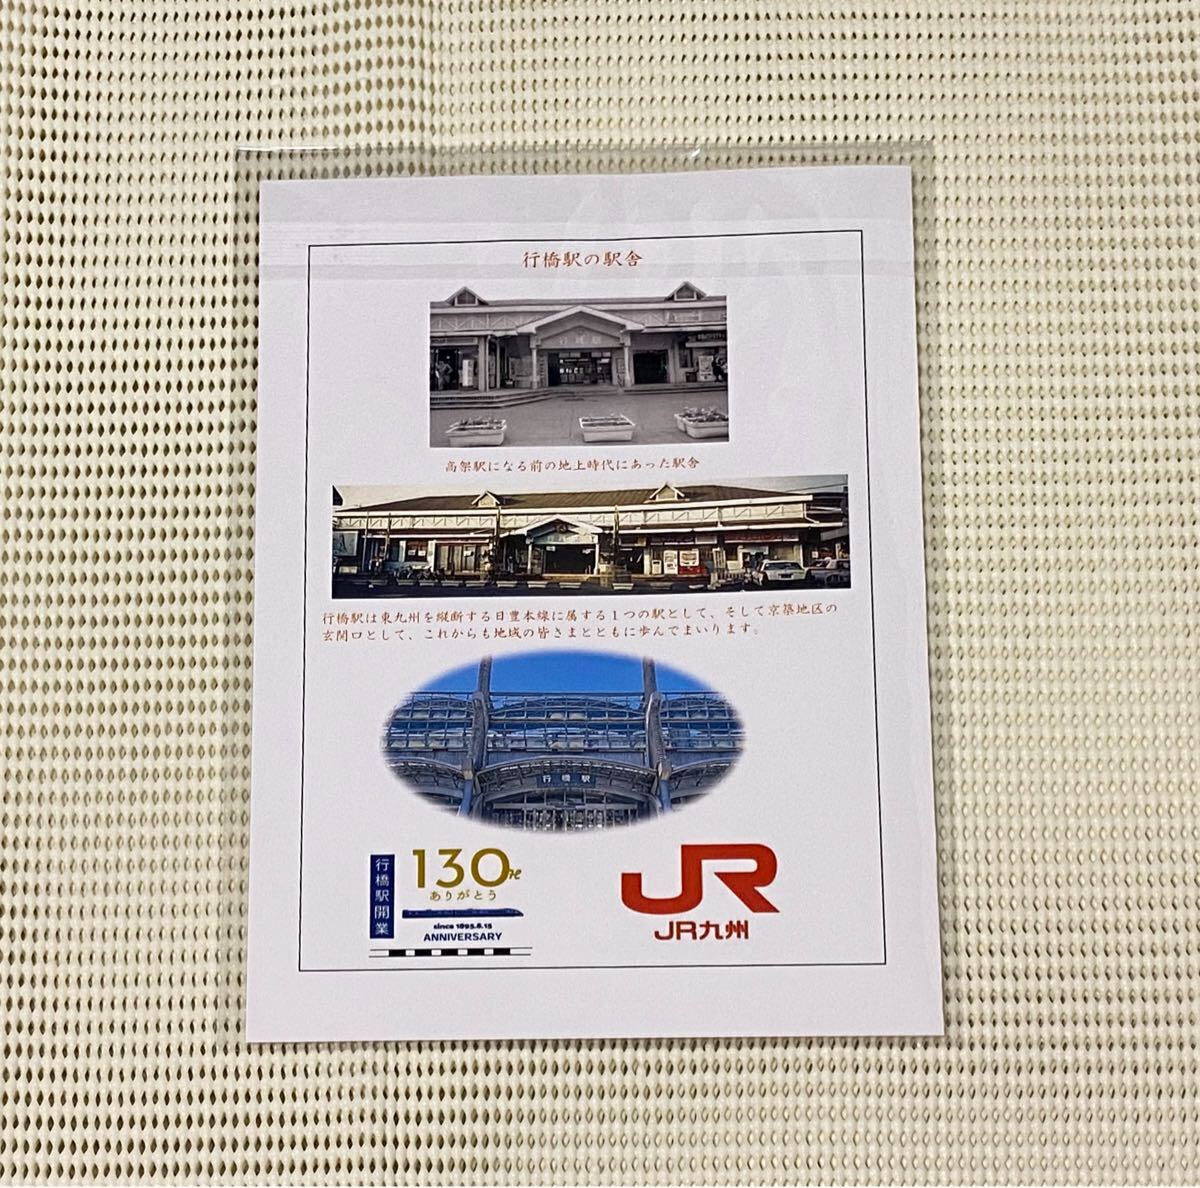 行橋駅の駅舎
行橋駅
高架駅になる前の地上時代にあった駅舎
行橋駅は東九州を縦断する日豊本線に属する１つの駅として、そして京築地区の
玄関口として、これからも地域の皆さまとともに歩んでまいります。
行橋駅
行橋駅開業
130th
ありがとう
since 1895.8.15
ANNIVERSARY
JR
JR九州